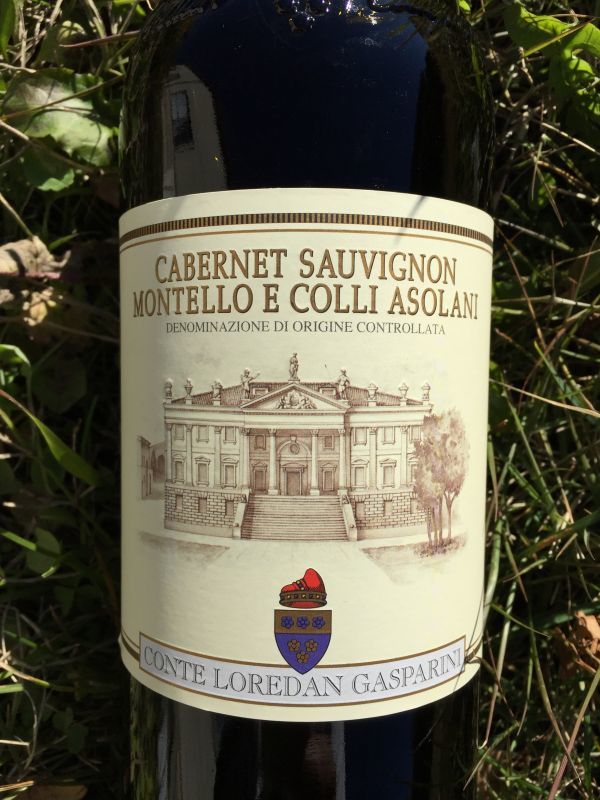 CABERNET SAUVIGNON
MONTELLO E COLLI ASOLANI
DENOMINAZIONE DI ORIGINE CONTROLLATA
CONTE LOREDAN GASPARINI